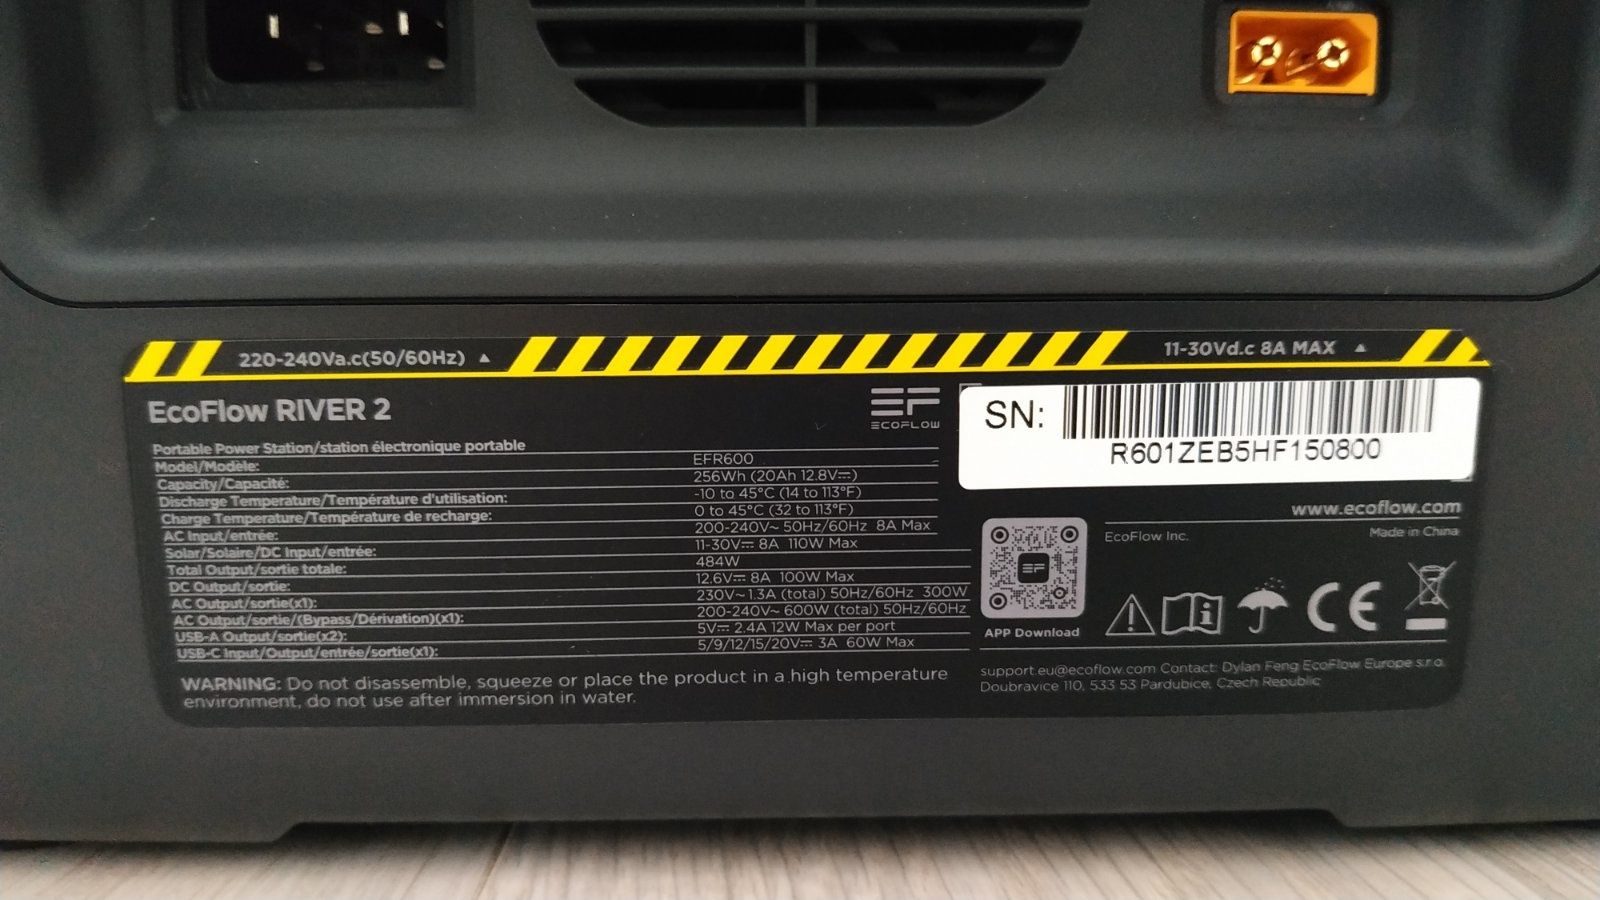 220-240Va.c(50/60Hz) ▲
11-30Vd.c 8A MAX ▲
EcoFlow RIVER 2
ECOFLOW
SN:
R601ZEB5HF150800
Portable Power Station/station électronique portable
Model/Modèle: EFR600
Capacity/Capacité: 256Wh (20Ah 12.8V⎓)
Discharge Temperature/Température d'utilisation: -10 to 45°C (14 to 113°F)
Charge Temperature/Température de recharge: 0 to 45°C (32 to 113°F)
AC Input/entrée: 200-240V~ 50Hz/60Hz 8A Max
Solar/Solaire/DC Input/entrée: 11-30V⎓ 8A 110W Max
Total Output/sortie totale: 484W
DC Output/sortie: 12.6V⎓ 8A 100W Max
AC Output/sortie(x1): 230V~1.3A (total) 50Hz/60Hz 300W
AC Output/sortie/(Bypass/Dérivation)(x1): 200-240V~ 600W (total) 50Hz/60Hz
USB-A Output/sortie(x2): 5V⎓ 2.4A 12W Max per port
USB-C Input/Output/entrée/sortie(x1): 5/9/12/15/20V⎓ 3A 60W Max
WARNING: Do not disassemble, squeeze or place the product in a high temperature
environment, do not use after immersion in water.
www.ecoflow.com
EcoFlow Inc.
Made in China
APP Download
CE
support.eu@ecoflow.com Contact: Dylan Feng EcoFlow Europe s.r.o.
Doubravice 110, 533 53 Pardubice, Czech Republic